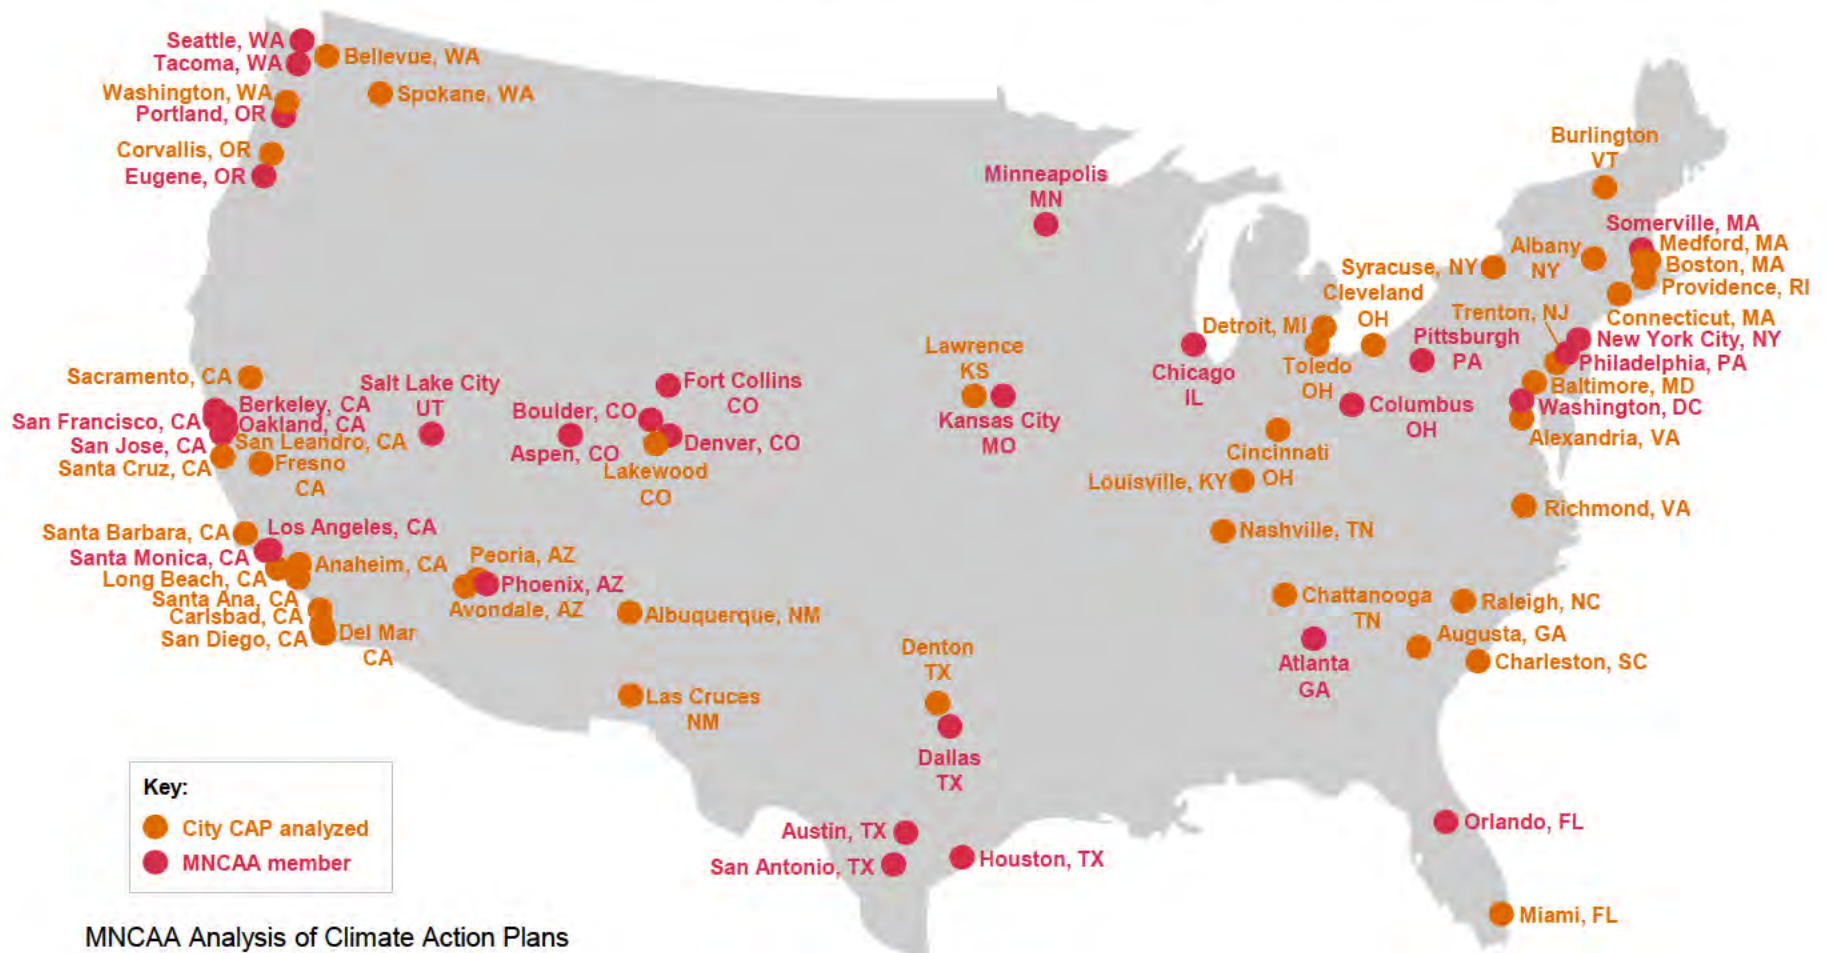 Seattle, WA
Tacoma, WA
Bellevue, WA
Washington, WA
Spokane, WA
Portland, OR
Corvallis, OR
Eugene, OR
Minneapolis
MN
Burlington
VT
Somerville, MA
Medford, MA
Albany
NY
Boston, MA
Syracuse, NY
Providence, RI
Cleveland
OH
Connecticut, MA
Trenton, NJ
Detroit, MI
New York City, NY
Pittsburgh
PA
Philadelphia, PA
Lawrence
KS
Toledo
OH
Chicago
IL
Baltimore, MD
Washington, DC
Columbus
OH
Alexandria, VA
Kansas City
MO
Sacramento, CA
Salt Lake City
UT
Fort Collins
CO
Boulder, CO
Berkeley, CA
Oakland, CA
San Francisco, CA
San Jose, CA
San Leandro, CA
Aspen, CO
Denver, CO
Santa Cruz, CA
Fresno
CA
Lakewood
CO
Cincinnati
OH
Louisville, KY
Richmond, VA
Nashville, TN
Santa Barbara, CA
Los Angeles, CA
Santa Monica, CA
Anaheim, CA
Long Beach, CA
Santa Ana, CA
Carlsbad, CA
San Diego, CA
Del Mar
CA
Peoria, AZ
Phoenix, AZ
Avondale, AZ
Albuquerque, NM
Las Cruces
NM
Chattanooga
TN
Raleigh, NC
Augusta, GA
Charleston, SC
Atlanta
GA
Denton
TX
Dallas
TX
Austin, TX
San Antonio, TX
Houston, TX
Orlando, FL
Miami, FL
Key:
City CAP analyzed
MNCAA member
MNCAA Analysis of Climate Action Plans